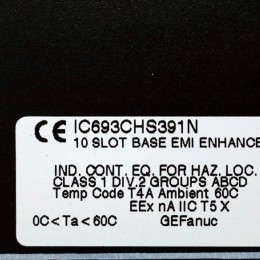 CE IC693CHS391N
10 SLOT BASE EMI ENHANCE
IND. CONT. EQ. FOR HAZ. LOC.
CLASS 1 DIV.2 GROUPS ABCD
Temp Code T4A Ambient 60C
EEx nA IIC T5 X
0C<Ta<60C GEFanuc